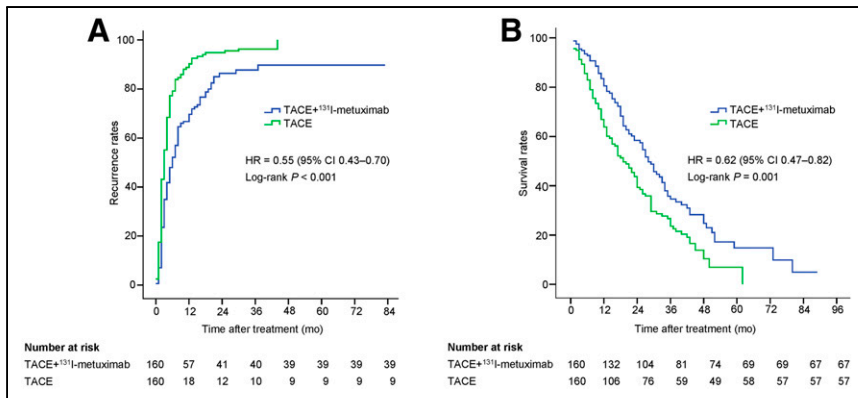 A
100
80
60
40
20
0
Recurrence rates
TACE+¹³¹I-metuximab
TACE
HR = 0.55 (95% CI 0.43–0.70)
Log-rank P < 0.001
0 12 24 36 48 60 72 84
Time after treatment (mo)
Number at risk
TACE+¹³¹I-metuximab 160 57 41 40 39 39 39 39
TACE 160 18 12 10 9 9 9 9
B
100
80
60
40
20
0
Survival rates
TACE+¹³¹I-metuximab
TACE
HR = 0.62 (95% CI 0.47–0.82)
Log-rank P = 0.001
0 12 24 36 48 60 72 84 96
Time after treatment (mo)
Number at risk
TACE+¹³¹I-metuximab 160 132 104 81 74 69 69 67 67
TACE 160 106 76 59 49 58 57 57 57